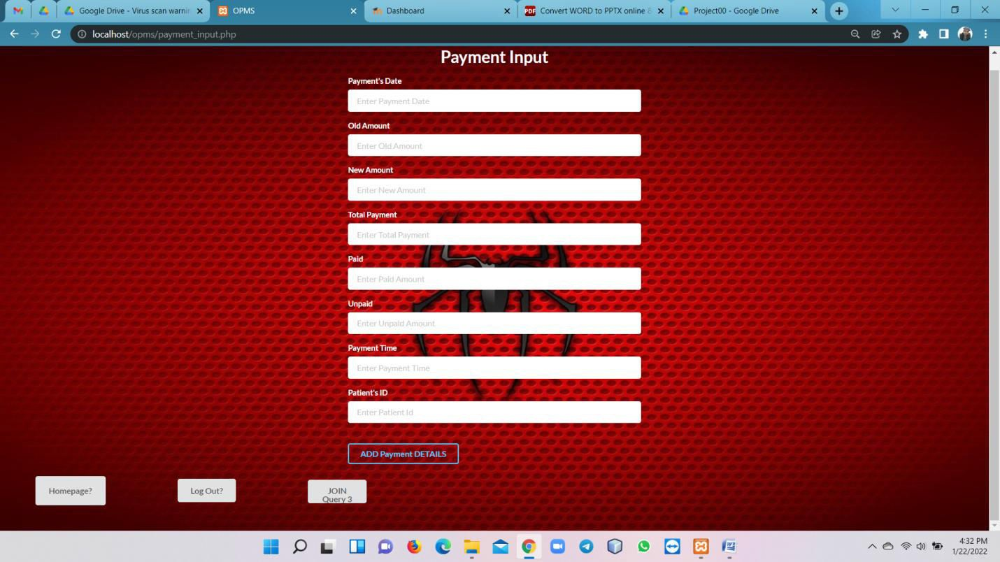 Google Drive - Virus scan warnin
OPMS
Dashboard
PDF
Convert WORD to PPTX online &
Project00 - Google Drive
localhost/opms/payment_input.php
Payment Input
Payment's Date
Enter Payment Date
Old Amount
Enter Old Amount
New Amount
Enter New Amount
Total Payment
Enter Total Payment
Paid
Enter Paid Amount
Unpaid
Enter Unpaid Amount
Payment Time
Enter Payment Time
Patient's ID
Enter Patient Id
ADD Payment DETAILS
Homepage?
Log Out?
JOIN
Query 3
4:32 PM
1/22/2022